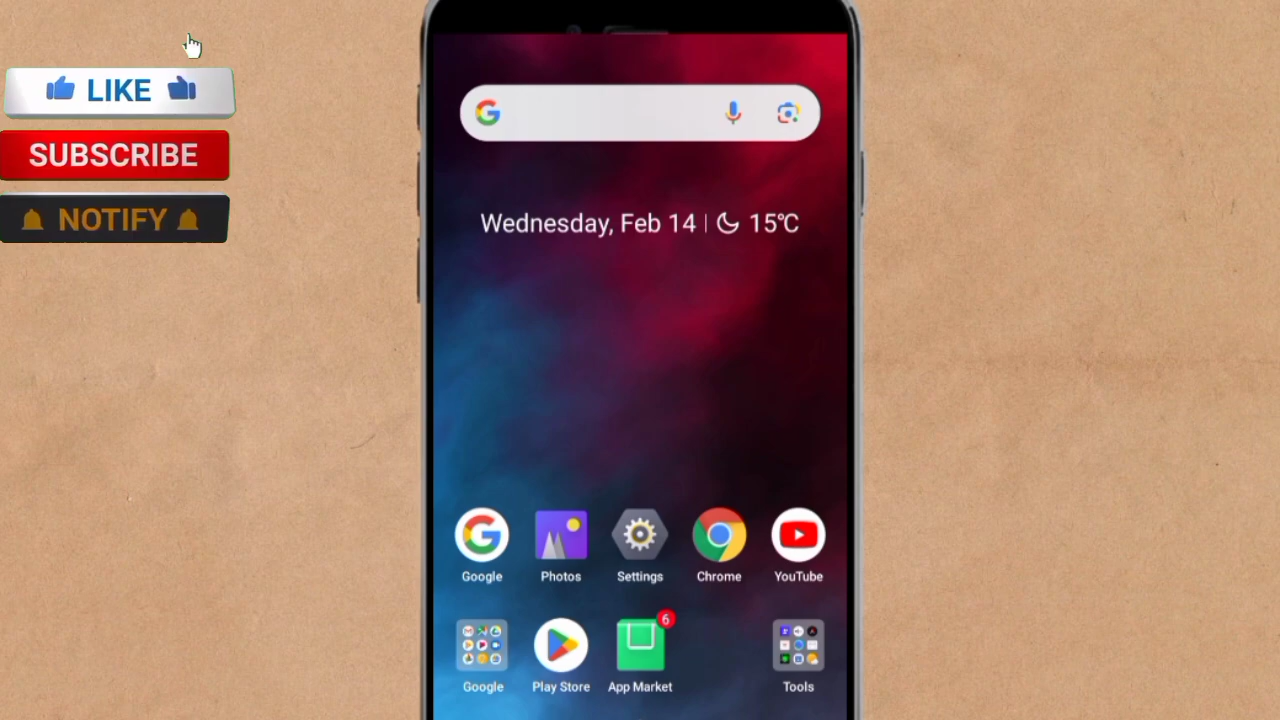 LIKE
SUBSCRIBE
NOTIFY
Wednesday, Feb 14 | 15°C
Google Photos Settings Chrome YouTube
6
Google Play Store App Market Tools